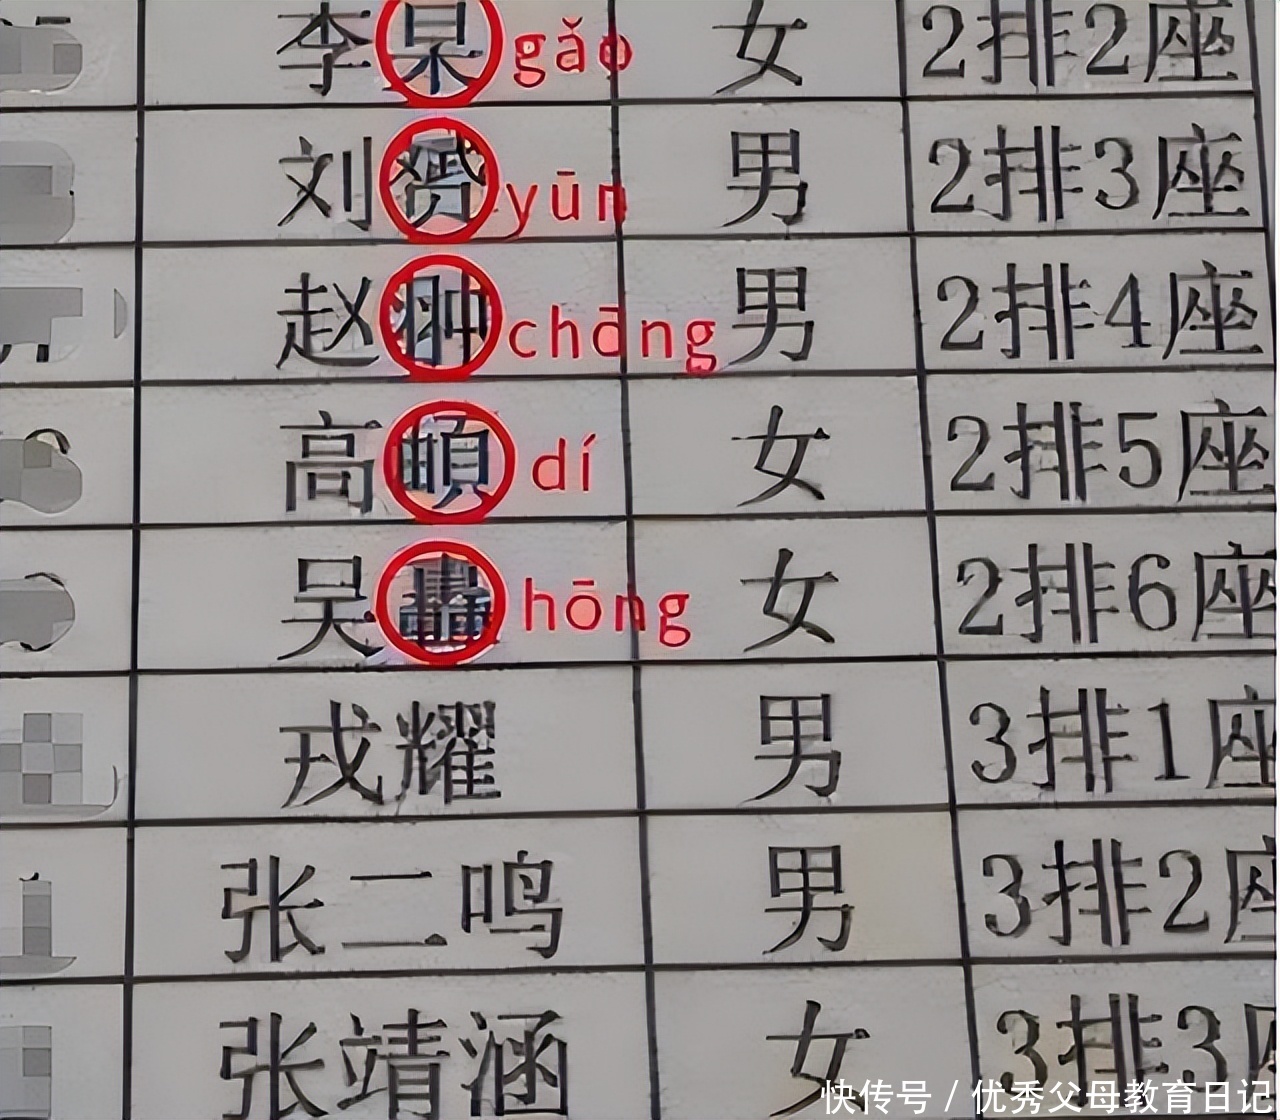 李杲 gǎo 女 2排2座
刘赟 yūn 男 2排3座
赵翀 chōng 男 2排4座
高頔 dí 女 2排5座
吴轟 hōng 女 2排6座
戎耀 男 3排1座
张二鸣 男 3排2座
张靖涵 女 3排3座
快传号 / 优秀父母教育日记